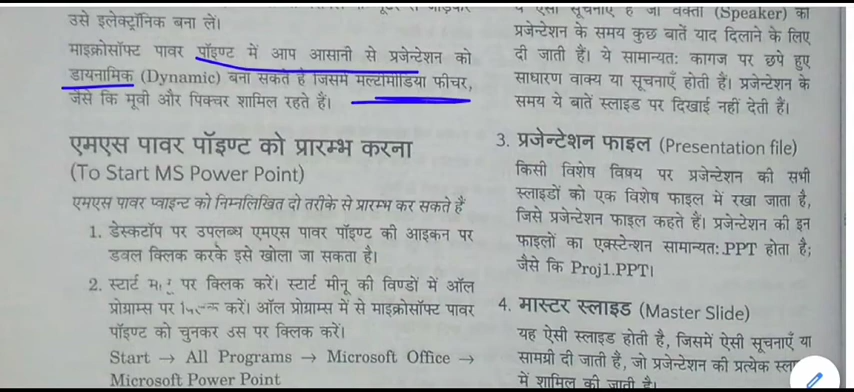 उसे इलेक्ट्रॉनिक बना लें।
माइक्रोसॉफ्ट पावर पॉइण्ट में आप आसानी से प्रजेन्टेशन को
डायनामिक (Dynamic) बना सकते हैं जिसमें मल्टीमीडिया फीचर,
जैसे कि मूवी और पिक्चर शामिल रहते हैं।
एमएस पावर पॉइण्ट को प्रारम्भ करना
(To Start MS Power Point)
एमएस पावर प्वाइन्ट को निम्नलिखित दो तरीके से प्रारम्भ कर सकते हैं
1. डेस्कटॉप पर उपलब्ध एमएस पावर पॉइण्ट की आइकन पर
डबल क्लिक करके इसे खोला जा सकता है।
2. स्टार्ट पर क्लिक करें। स्टार्ट मीनू की विण्डों में ऑल
प्रोग्राम्स पर करें। ऑल प्रोग्राम्स में से माइक्रोसॉफ्ट पावर
पॉइण्ट को चुनकर उस पर क्लिक करें।
Start → All Programs → Microsoft Office →
Microsoft Power Point
ये ऐसी सूचनाएँ हैं जो वक्ता (Speaker) को
प्रजेन्टेशन के समय कुछ बातें याद दिलाने के लिए
दी जाती हैं। ये सामान्यत: कागज पर छपे हुए
साधारण वाक्य या सूचनाएँ होती हैं। प्रजेन्टेशन के
समय ये बातें स्लाइड पर दिखाई नहीं देती हैं।
3. प्रजेन्टेशन फाइल (Presentation file)
किसी विशेष विषय पर प्रजेन्टेशन की सभी
स्लाइडों को एक विशेष फाइल में रखा जाता है,
जिसे प्रजेन्टेशन फाइल कहते हैं। प्रजेन्टेशन की इन
फाइलों का एक्स्टेन्शन सामान्यत: .PPT होता है;
जैसे कि Proj1.PPT।
4. मास्टर स्लाइड (Master Slide)
यह ऐसी स्लाइड होती है, जिसमें ऐसी सूचनाएँ या
सामग्री दी जाती है, जो प्रजेन्टेशन की प्रत्येक
में शामिल की जाती है।